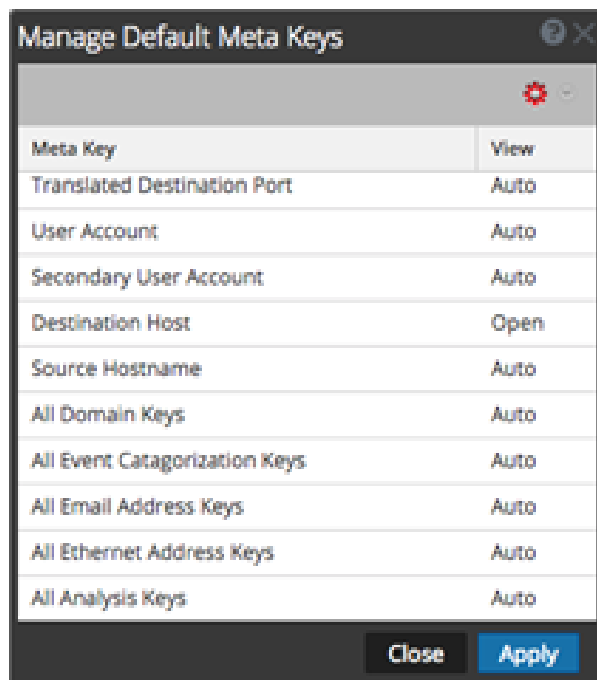 Manage Default Meta Keys
Meta Key View
Translated Destination Port Auto
User Account Auto
Secondary User Account Auto
Destination Host Open
Source Hostname Auto
All Domain Keys Auto
All Event Catagorization Keys Auto
All Email Address Keys Auto
All Ethernet Address Keys Auto
All Analysis Keys Auto
Close Apply